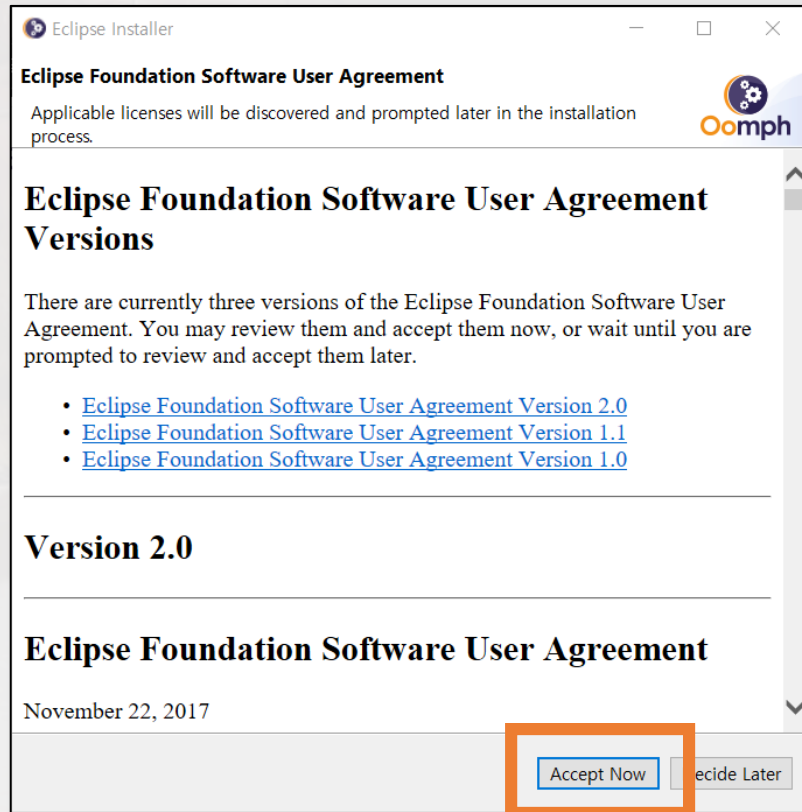 Eclipse Installer
Eclipse Foundation Software User Agreement
Applicable licenses will be discovered and prompted later in the installation
process.
Oomph
Eclipse Foundation Software User Agreement
Versions
There are currently three versions of the Eclipse Foundation Software User
Agreement. You may review them and accept them now, or wait until you are
prompted to review and accept them later.
• Eclipse Foundation Software User Agreement Version 2.0
• Eclipse Foundation Software User Agreement Version 1.1
• Eclipse Foundation Software User Agreement Version 1.0
Version 2.0
Eclipse Foundation Software User Agreement
November 22, 2017
Accept Now
ecide Later